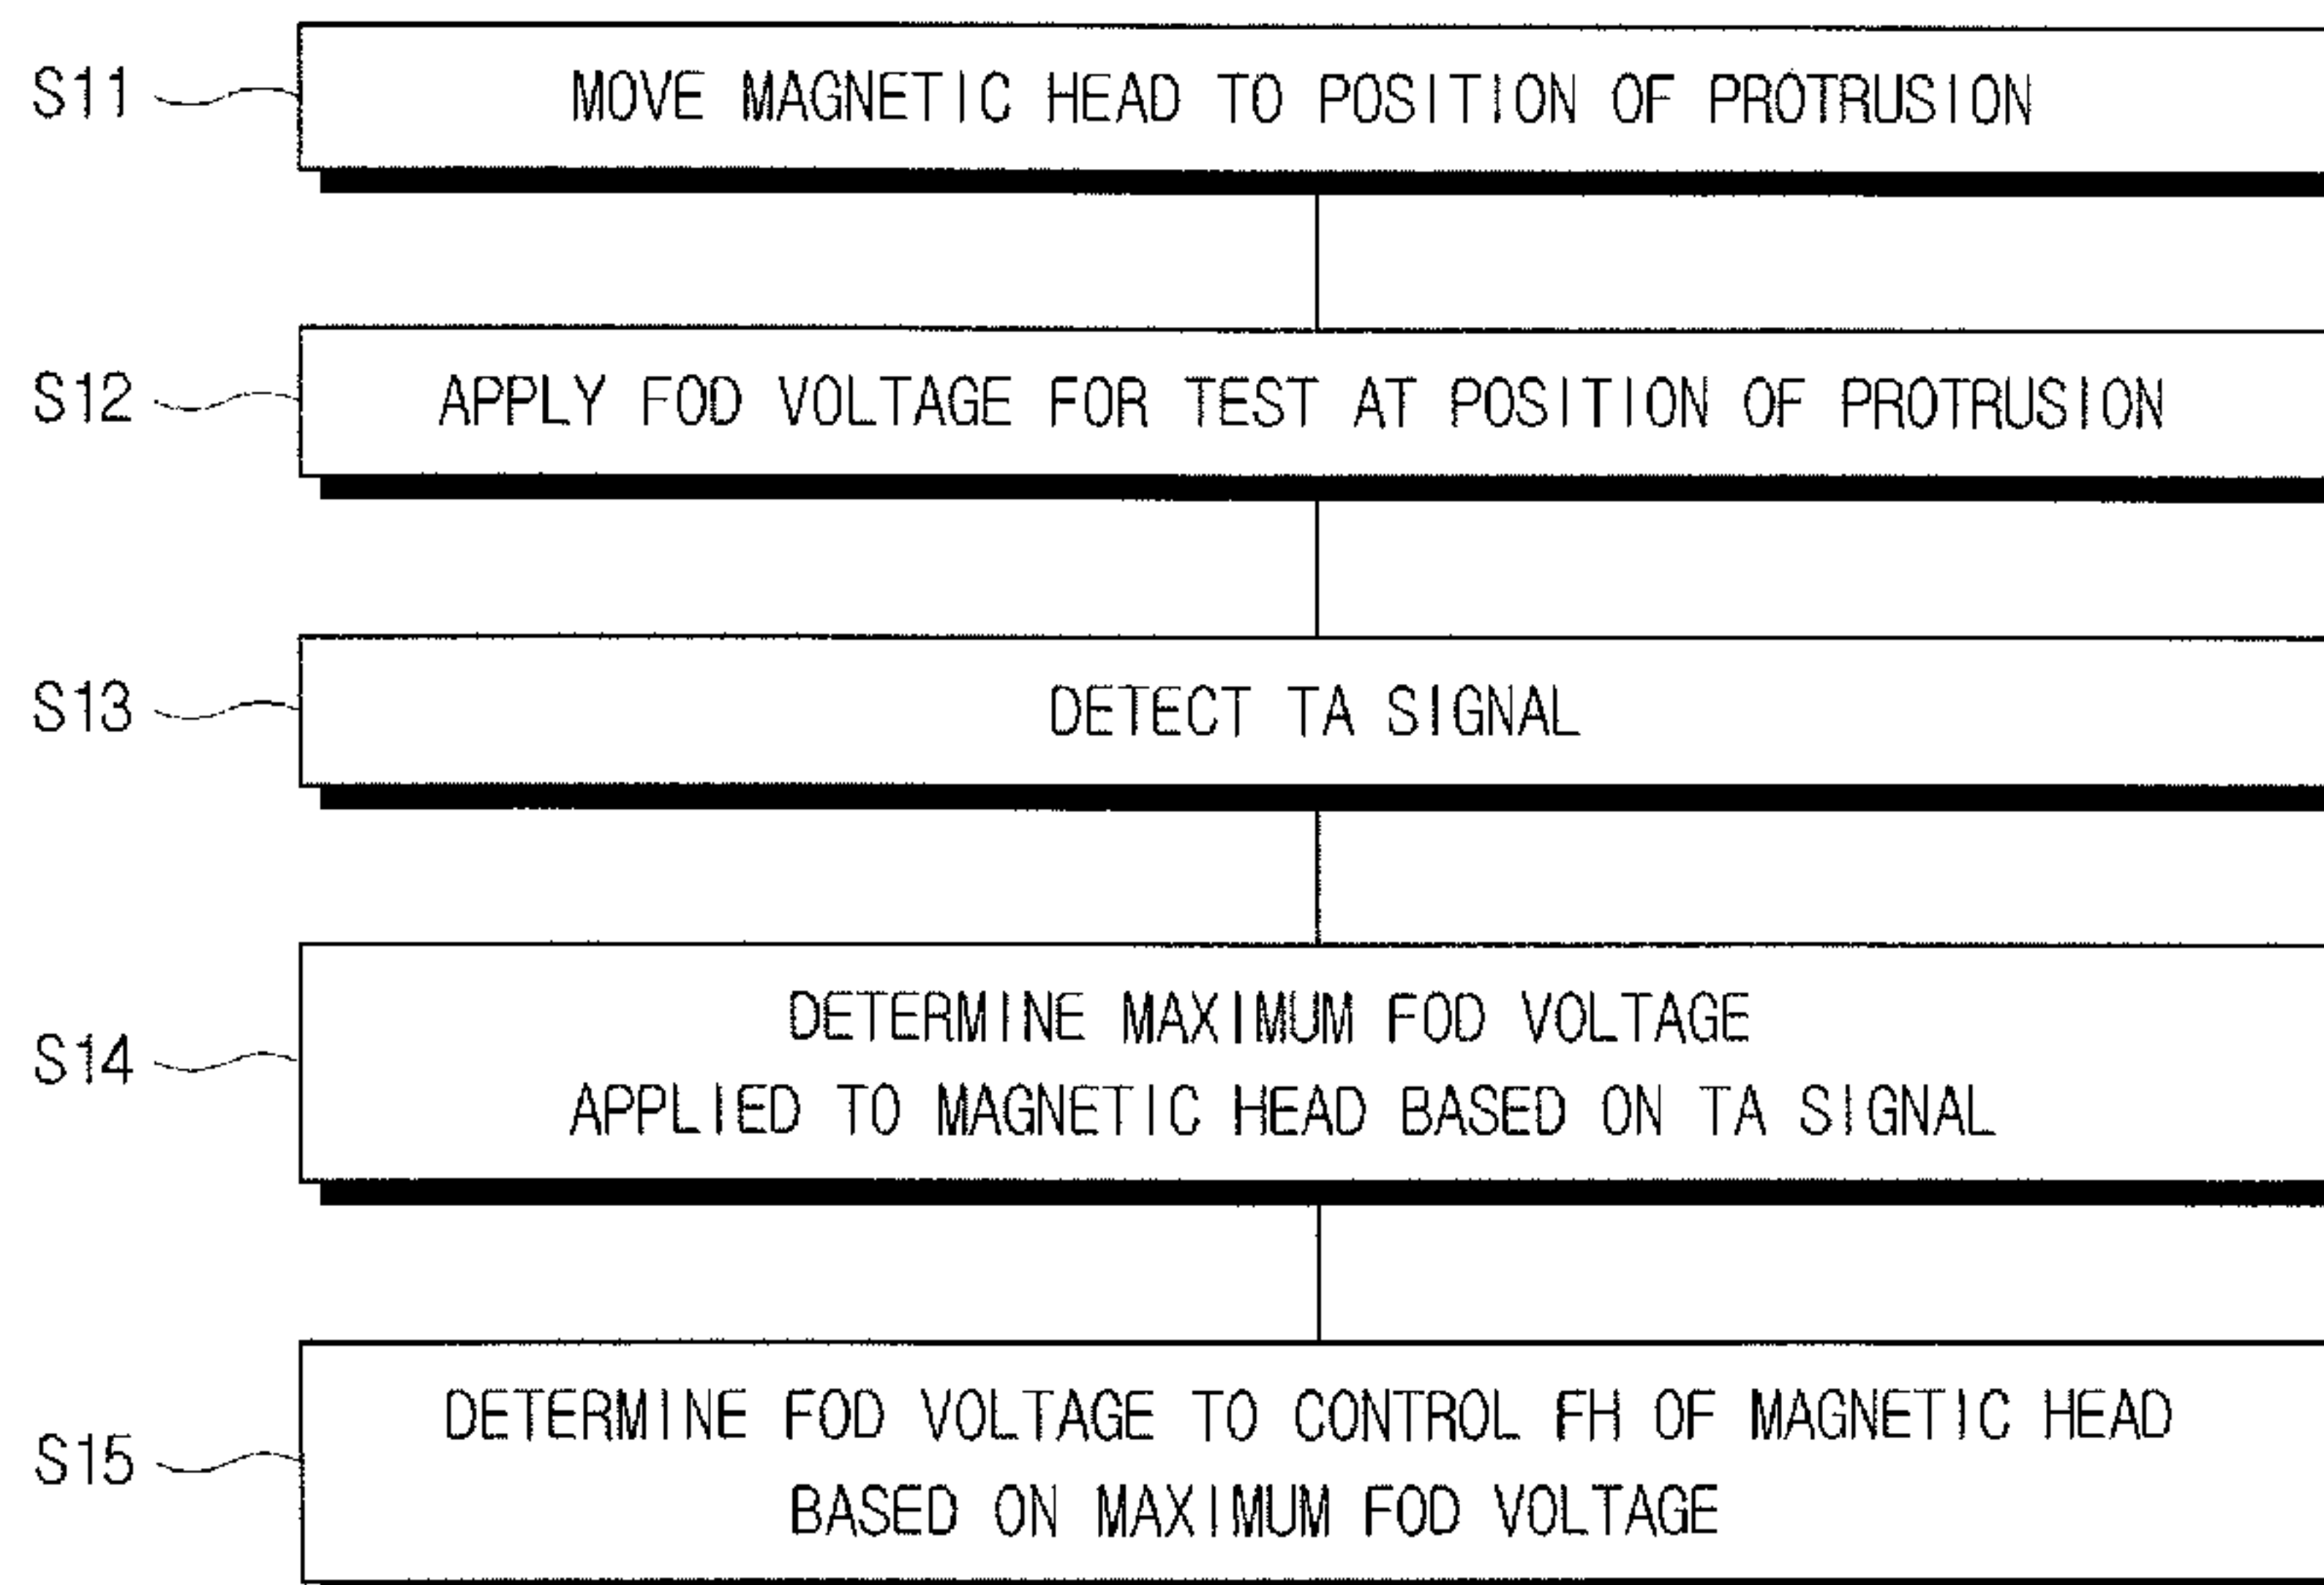 S11 MOVE MAGNETIC HEAD TO POSITION OF PROTRUSION
S12 APPLY FOD VOLTAGE FOR TEST AT POSITION OF PROTRUSION
S13 DETECT TA SIGNAL
DETERMINE MAXIMUM FOD VOLTAGE
S14
APPLIED TO MAGNETIC HEAD BASED ON TA SIGNAL
DETERMINE FOD VOLTAGE TO CONTROL FH OF MAGNETIC HEAD
S15
BASED ON MAXIMUM FOD VOLTAGE